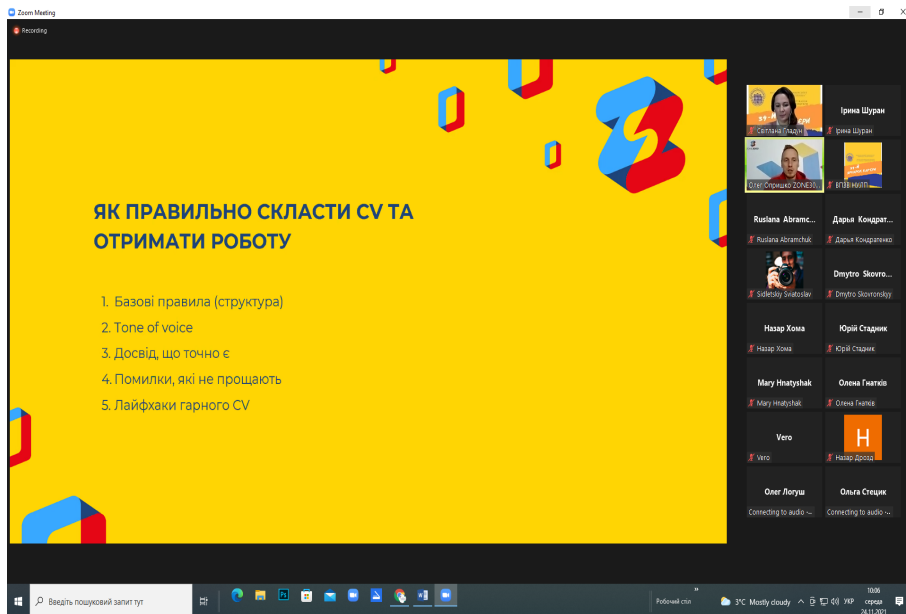 Zoom Meeting
Recording
ЯК ПРАВИЛЬНО СКЛАСТИ CV ТА
ОТРИМАТИ РОБОТУ
1. Базові правила (структура)
2. Tone of voice
3. Досвід, що точно є
4. Помилки, які не прощають
5. Лайфхаки гарного CV
Світлана Гладун
Ірина Шуран
Ірина Шуран
Олег Опришко ZONE30...
Ruslana Abramc...
Ruslana Abramchuk
Дарья Кондрат...
Дарья Кондратенко
Sidletskiy Sviatoslav
Dmytro Skovro...
Dmytro Skovronskyy
Назар Хома
Назар Хома
Юрій Стадник
Юрій Стадник
Mary Hnatyshak
Mary Hnatyshak
Олена Гнатків
Олена Гнатків
Vero
Vero
Н
Назар Дрозд
Олег Логуш
Connecting to audio ·...
Ольга Стецик
Connecting to audio ·...
Введіть пошуковий запит тут
Робочий стіл
3°C Mostly cloudy
УКР
10:06
середа
24.11.2021